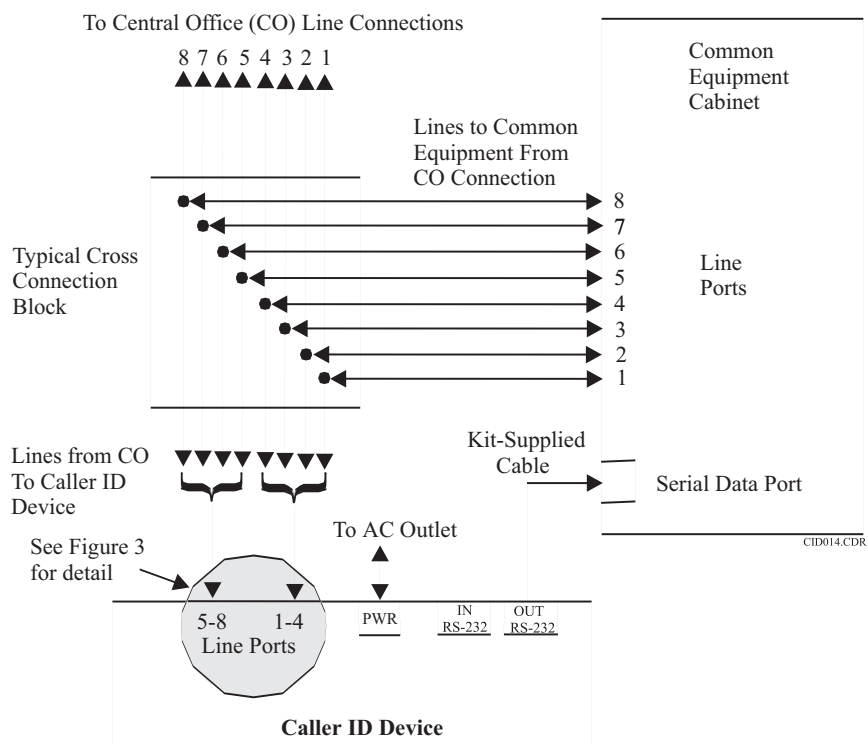 To Central Office (CO) Line Connections
8 7 6 5 4 3 2 1
Common
Equipment
Cabinet
Lines to Common
Equipment From
CO Connection
Typical Cross
Connection
Block
8
7
6
5
4
3
2
1
Line
Ports
Lines from CO
To Caller ID
Device
Kit-Supplied
Cable
Serial Data Port
CID014.CDR
See Figure 3
for detail
To AC Outlet
5-8 1-4
Line Ports
PWR
IN
RS-232
OUT
RS-232
Caller ID Device